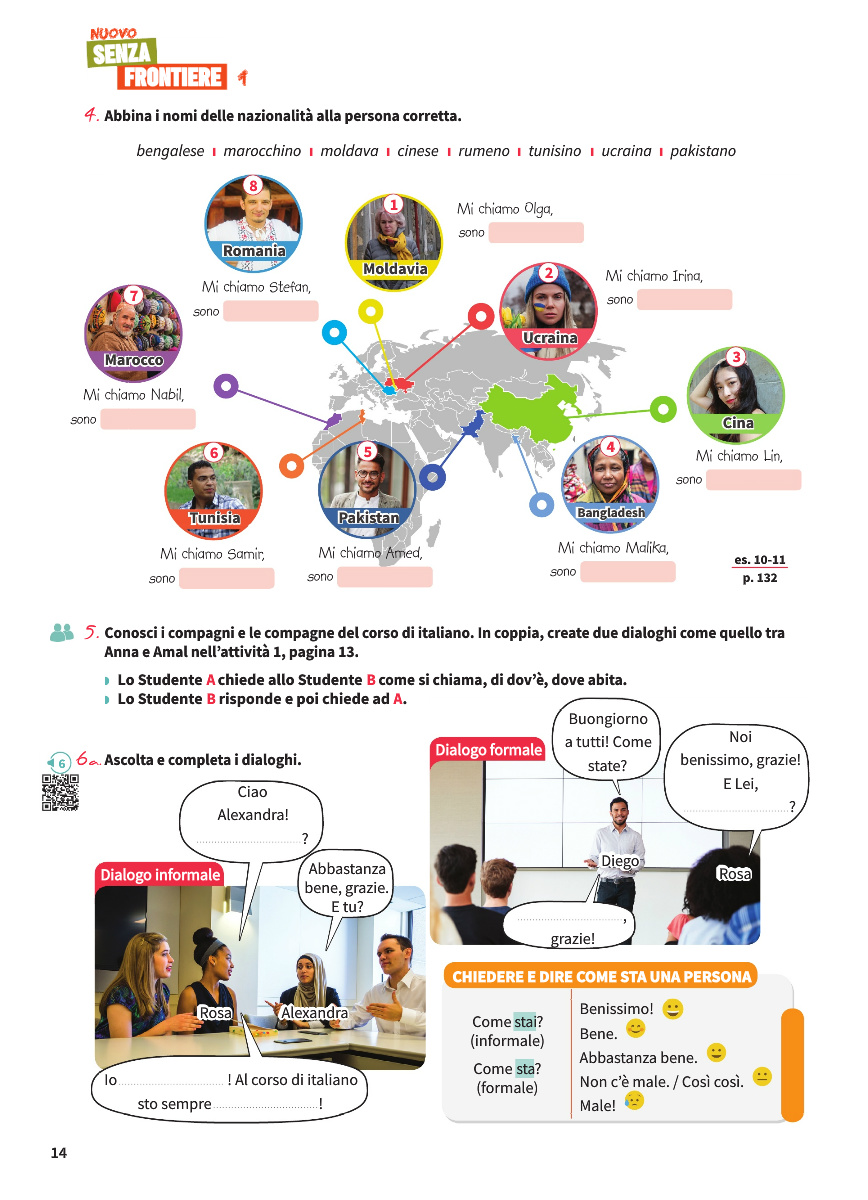 NUOVO
SENZA
FRONTIERE 1
4. Abbina i nomi delle nazionalità alla persona corretta.
bengalese ı marocchino ı moldava ı cinese ı rumeno ı tunisino ı ucraina ı pakistano
8
Romania
Mi chiamo Stefan,
sono
1
Moldavia
Mi chiamo Olga,
sono
2
Ucraina
Mi chiamo Irina,
sono
7
Marocco
Mi chiamo Nabil,
sono
3
Cina
Mi chiamo Lin,
sono
6
Tunisia
Mi chiamo Samir,
sono
5
Pakistan
Mi chiamo Amed,
sono
4
Bangladesh
Mi chiamo Malika,
sono
es. 10-11
p. 132
5. Conosci i compagni e le compagne del corso di italiano. In coppia, create due dialoghi come quello tra
Anna e Amal nell'attività 1, pagina 13.
Lo Studente A chiede allo Studente B come si chiama, di dov'è, dove abita.
Lo Studente B risponde e poi chiede ad A.
6
6a. Ascolta e completa i dialoghi.
Dialogo informale
Ciao
Alexandra!
?
Abbastanza
bene, grazie.
E tu?
Rosa
Alexandra
Io ! Al corso di italiano
sto sempre !
Dialogo formale
Buongiorno
a tutti! Come
state?
Noi
benissimo, grazie!
E Lei,
?
Diego
Rosa
,
grazie!
CHIEDERE E DIRE COME STA UNA PERSONA
Come stai?
(informale)
Come sta?
(formale)
Benissimo!
Bene.
Abbastanza bene.
Non c'è male. / Così così.
Male!
14